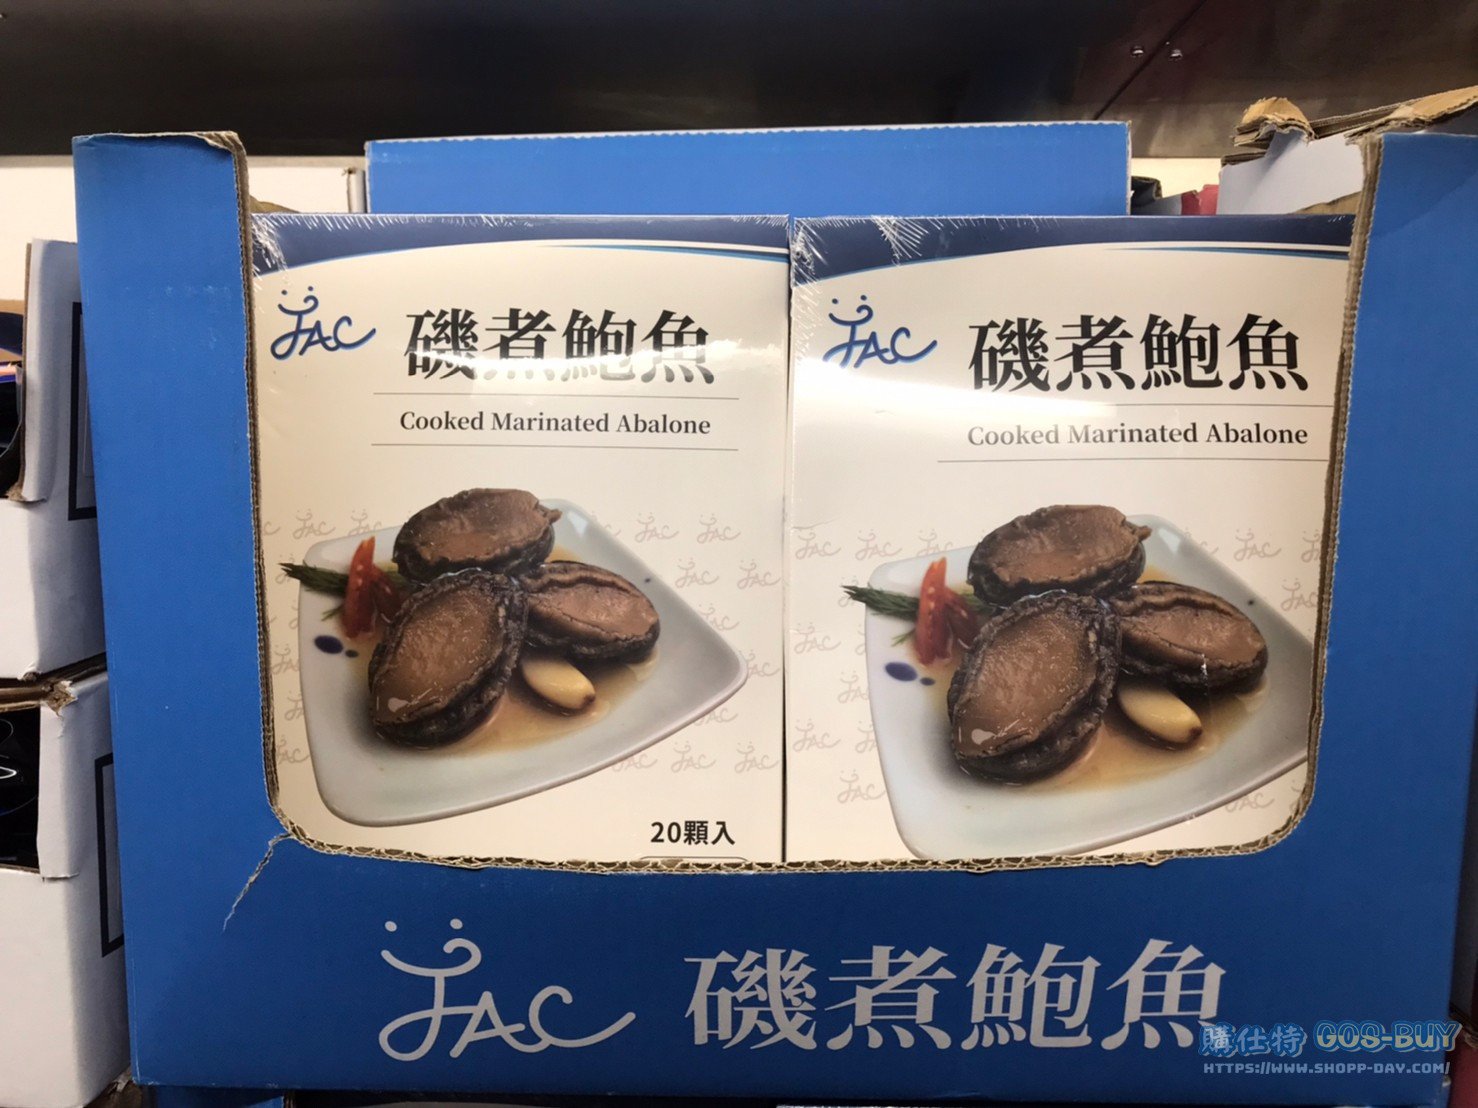 JAC 磯煮鮑魚
Cooked Marinated Abalone
20顆入
JAC 磯煮鮑魚
Cooked Marinated Abalone
JAC 磯煮鮑魚
購仕特 GOS-BUY
HTTPS://WWW.SHOPP-DAY.COM/